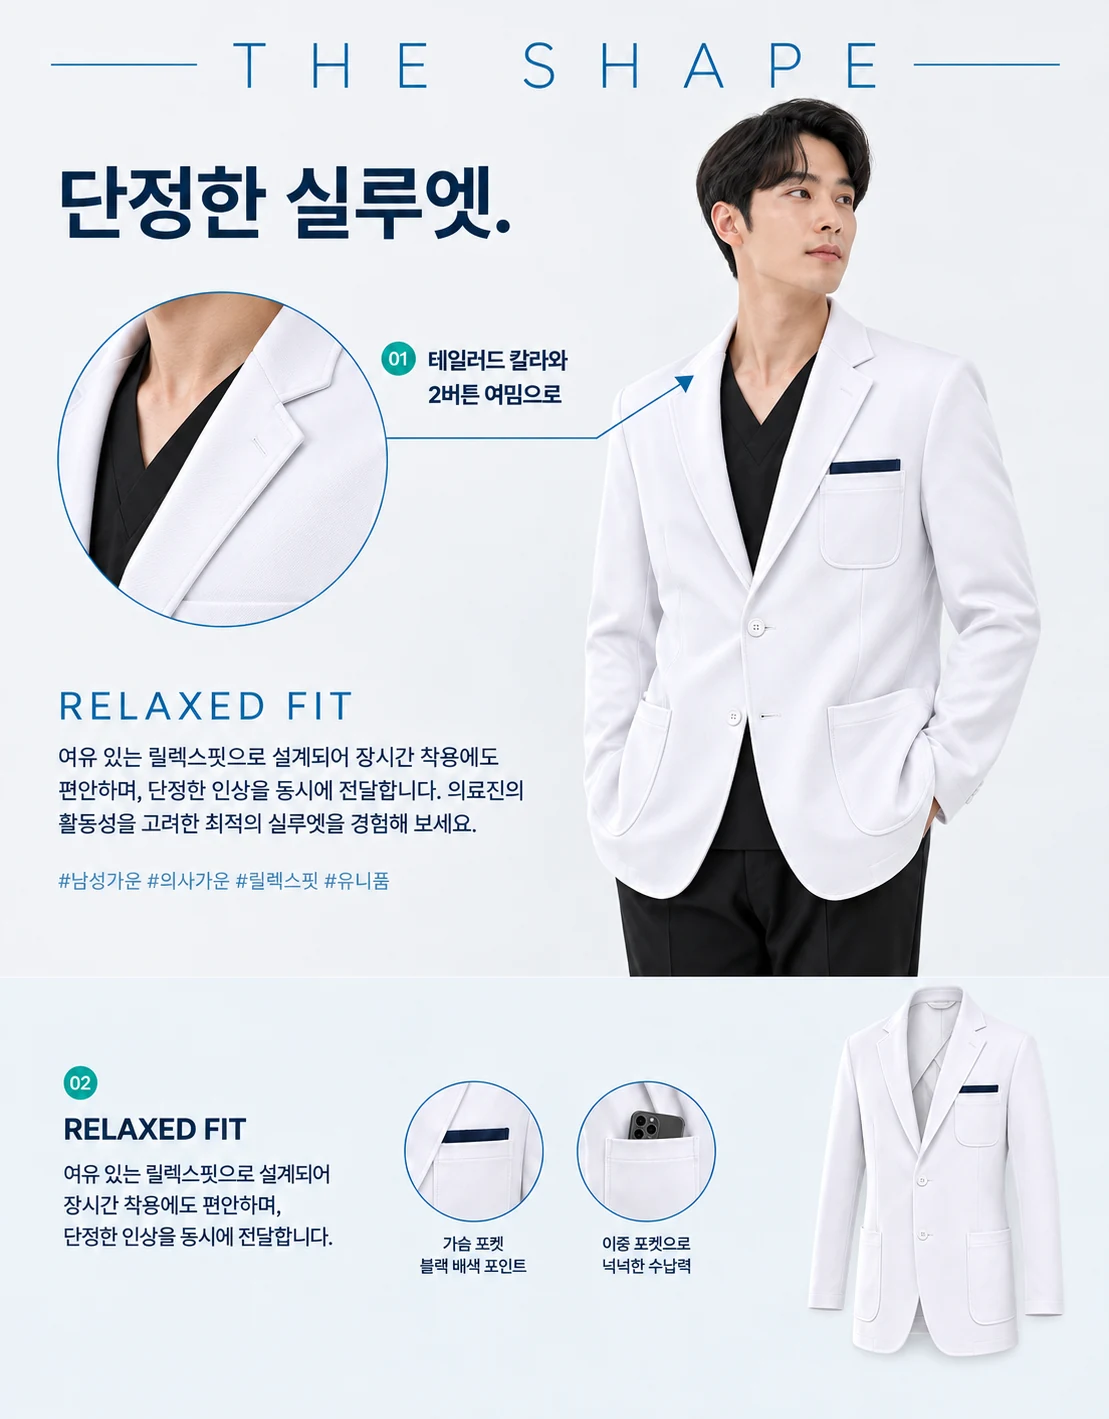 THE SHAPE
단정한 실루엣.
01
테일러드 칼라와
2버튼 여밈으로
RELAXED FIT
여유 있는 릴렉스핏으로 설계되어 장시간 착용에도
편안하며, 단정한 인상을 동시에 전달합니다. 의료진의
활동성을 고려한 최적의 실루엣을 경험해 보세요.
#남성가운 #의사가운 #릴렉스핏 #유니폼
02
RELAXED FIT
여유 있는 릴렉스핏으로 설계되어
장시간 착용에도 편안하며,
단정한 인상을 동시에 전달합니다.
가슴 포켓
블랙 배색 포인트
이중 포켓으로
넉넉한 수납력